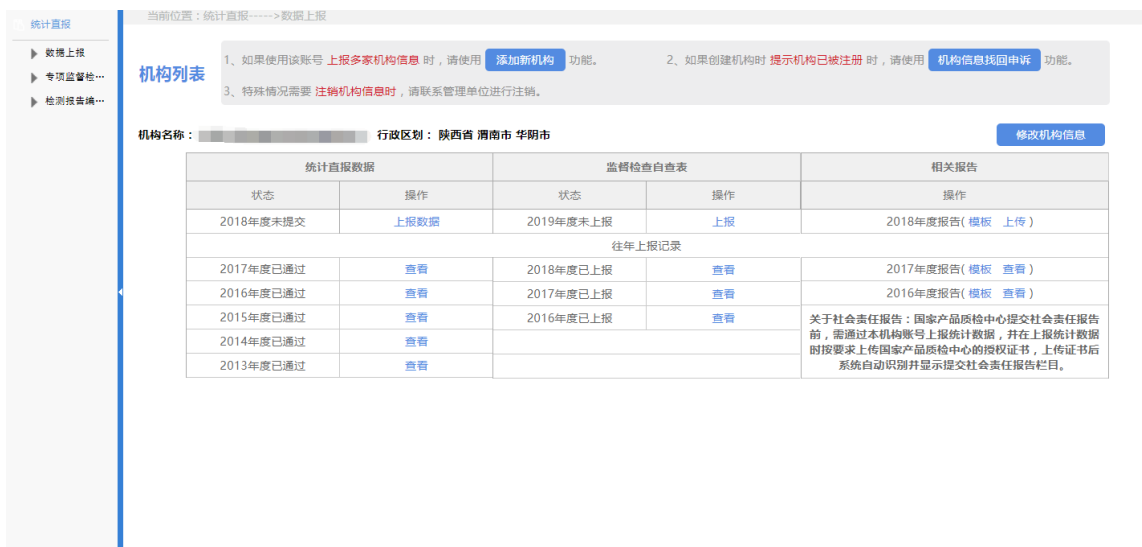 统计直报
数据上报
专项监督检…
检测报告编…
当前位置：统计直报----->数据上报
机构列表
1、如果使用该账号 上报多家机构信息 时，请使用 添加新机构 功能。 2、如果创建机构时 提示机构已被注册 时，请使用 机构信息找回申诉 功能。
3、特殊情况需要 注销机构信息时，请联系管理单位进行注销。
机构名称： 行政区划： 陕西省 渭南市 华阴市 修改机构信息
统计直报数据 监督检查自查表 相关报告
状态 操作 状态 操作 操作
2018年度未提交 上报数据 2019年度未上报 上报 2018年度报告( 模板 上传 )
往年上报记录
2017年度已通过 查看 2018年度已上报 查看 2017年度报告( 模板 查看 )
2016年度已通过 查看 2017年度已上报 查看 2016年度报告( 模板 查看 )
2015年度已通过 查看 2016年度已上报 查看
2014年度已通过 查看
2013年度已通过 查看
关于社会责任报告：国家产品质检中心提交社会责任报告
前，需通过本机构账号上报统计数据，并在上报统计数据
时按要求上传国家产品质检中心的授权证书，上传证书后
系统自动识别并显示提交社会责任报告栏目。